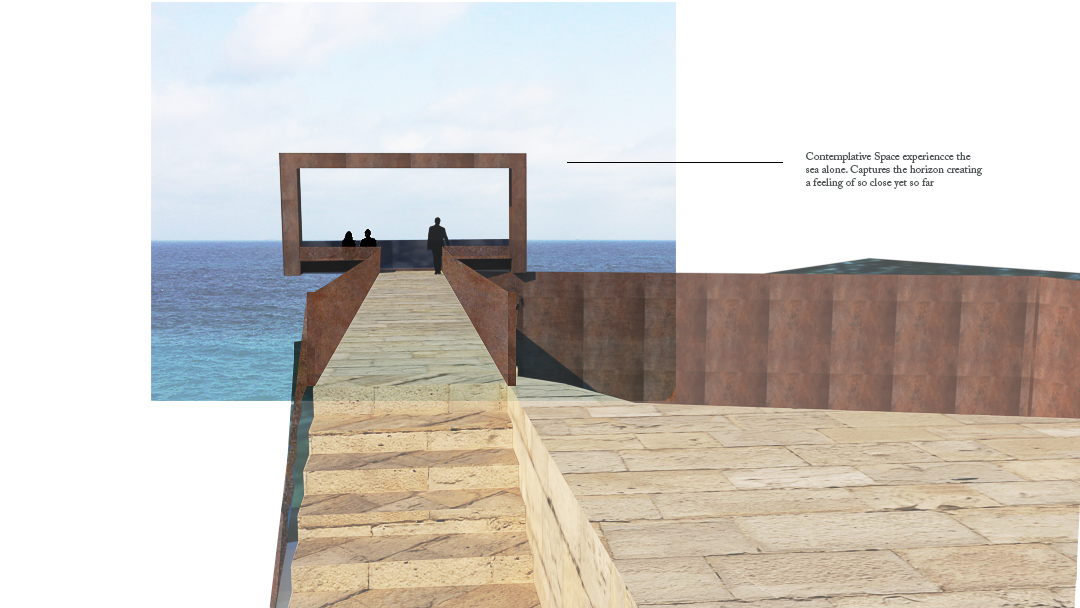 Contemplative Space experiencce the
sea alone. Captures the horizon creating
a feeling of so close yet so far